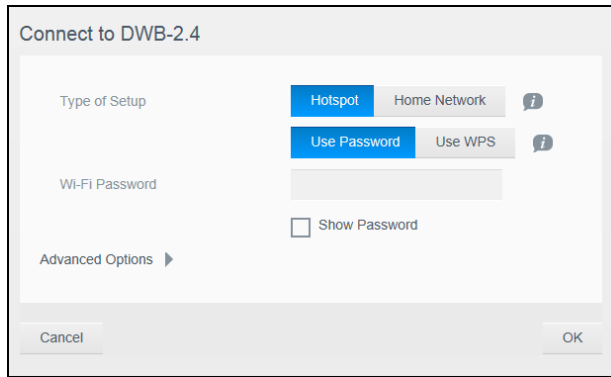 Connect to DWB-2.4
Type of Setup Hotspot Home Network i
Use Password Use WPS i
Wi-Fi Password
Show Password
Advanced Options
Cancel OK